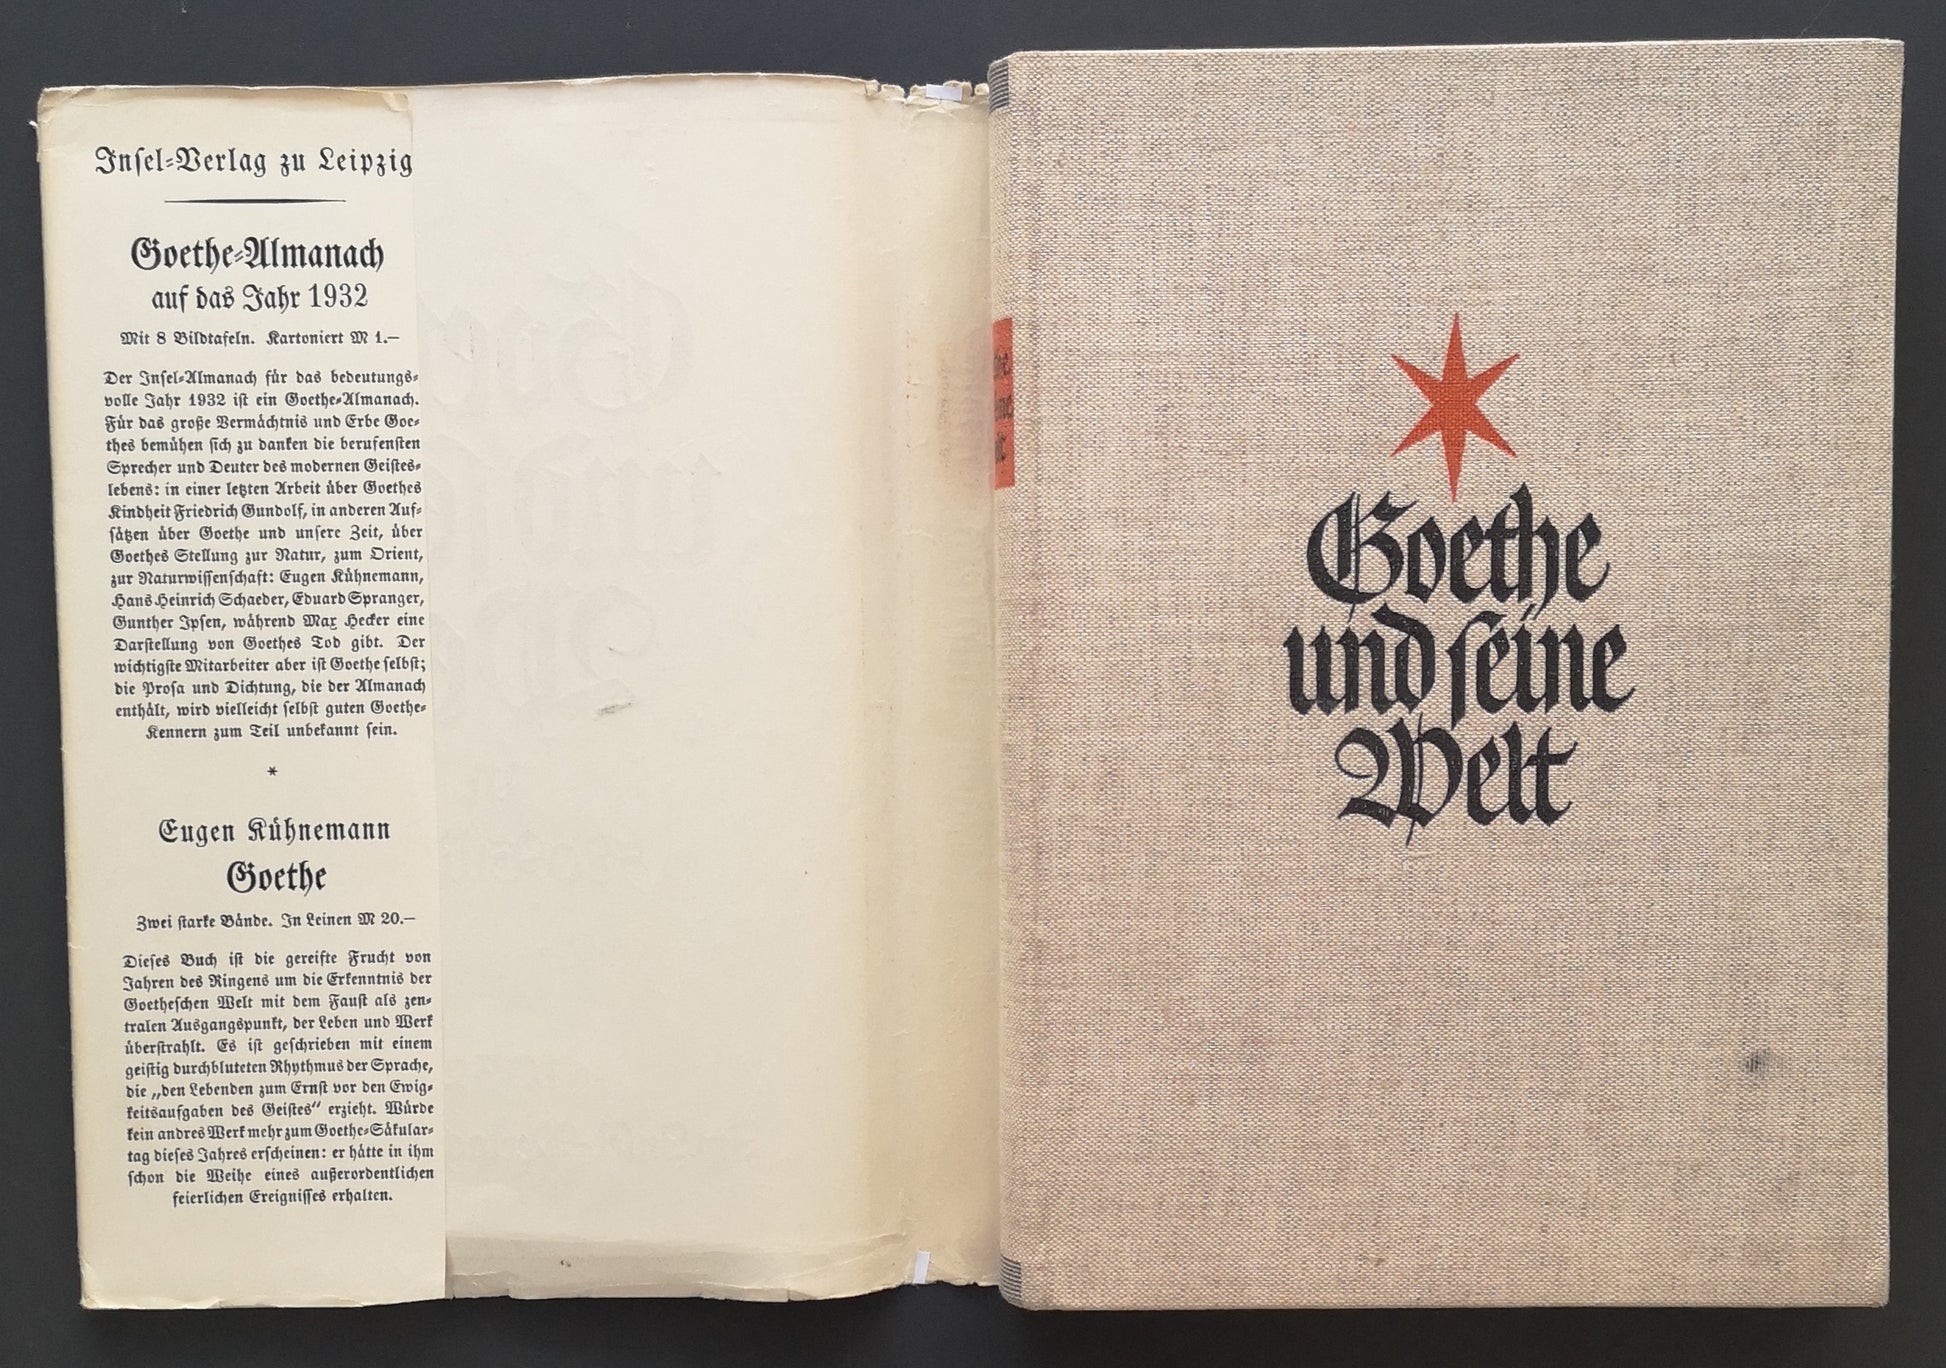 Insel-Verlag zu Leipzig
Goethe-Almanach
auf das Jahr 1932
Mit 8 Bildtafeln. Kartoniert M 1.—
Der Insel-Almanach für das bedeutungs-
volle Jahr 1932 ist ein Goethe-Almanach.
Für das große Vermächtnis und Erbe Goe-
thes bemühen sich zu danken die berufensten
Sprecher und Deuter des modernen Geistes-
lebens: in einer letzten Arbeit über Goethes
Kindheit Friedrich Gundolf, in anderen Auf-
sätzen über Goethe und unsere Zeit, über
Goethes Stellung zur Natur, zum Orient,
zur Naturwissenschaft: Eugen Kühnemann,
Hans Heinrich Schaeder, Eduard Spranger,
Gunther Ipsen, während Max Hecker eine
Darstellung von Goethes Tod gibt. Der
wichtigste Mitarbeiter aber ist Goethe selbst;
die Prosa und Dichtung, die der Almanach
enthält, wird vielleicht selbst guten Goethe-
Kennern zum Teil unbekannt sein.
*
Eugen Kühnemann
Goethe
Zwei starke Bände. In Leinen M 20.—
Dieses Buch ist die gereifte Frucht von
Jahren des Ringens um die Erkenntnis der
Goetheschen Welt mit dem Faust als zen-
tralen Ausgangspunkt, der Leben und Werk
überstrahlt. Es ist geschrieben mit einem
geistig durchbluteten Rhythmus der Sprache,
die „den Lebenden zum Ernst vor den Ewig-
keitsaufgaben des Geistes“ erzieht. Würde
kein andres Werk mehr zum Goethe-Säkular-
tag dieses Jahres erscheinen: er hätte in ihm
schon die Weihe eines außerordentlichen
feierlichen Ereignisses erhalten.
Goethe
und seine
Welt